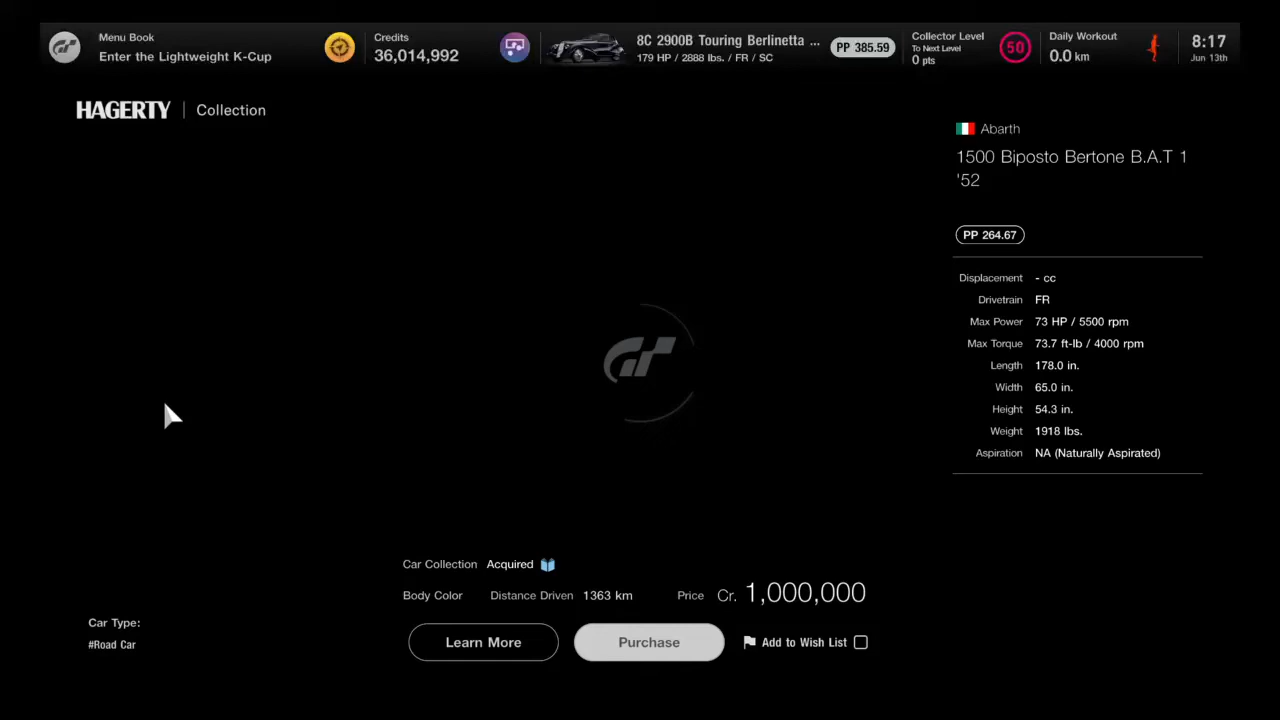 Menu Book
Enter the Lightweight K-Cup
Credits
36,014,992
8C 2900B Touring Berlinetta ...
179 HP / 2888 lbs. / FR / SC
PP 385.59
Collector Level
To Next Level
0 pts
50
Daily Workout
0.0 km
8:17
Jun 13th
HAGERTY | Collection
Abarth
1500 Biposto Bertone B.A.T 1
'52
PP 264.67
Displacement - cc
Drivetrain FR
Max Power 73 HP / 5500 rpm
Max Torque 73.7 ft-lb / 4000 rpm
Length 178.0 in.
Width 65.0 in.
Height 54.3 in.
Weight 1918 lbs.
Aspiration NA (Naturally Aspirated)
Car Collection Acquired
Body Color Distance Driven 1363 km Price Cr. 1,000,000
Car Type:
#Road Car
Learn More Purchase Add to Wish List